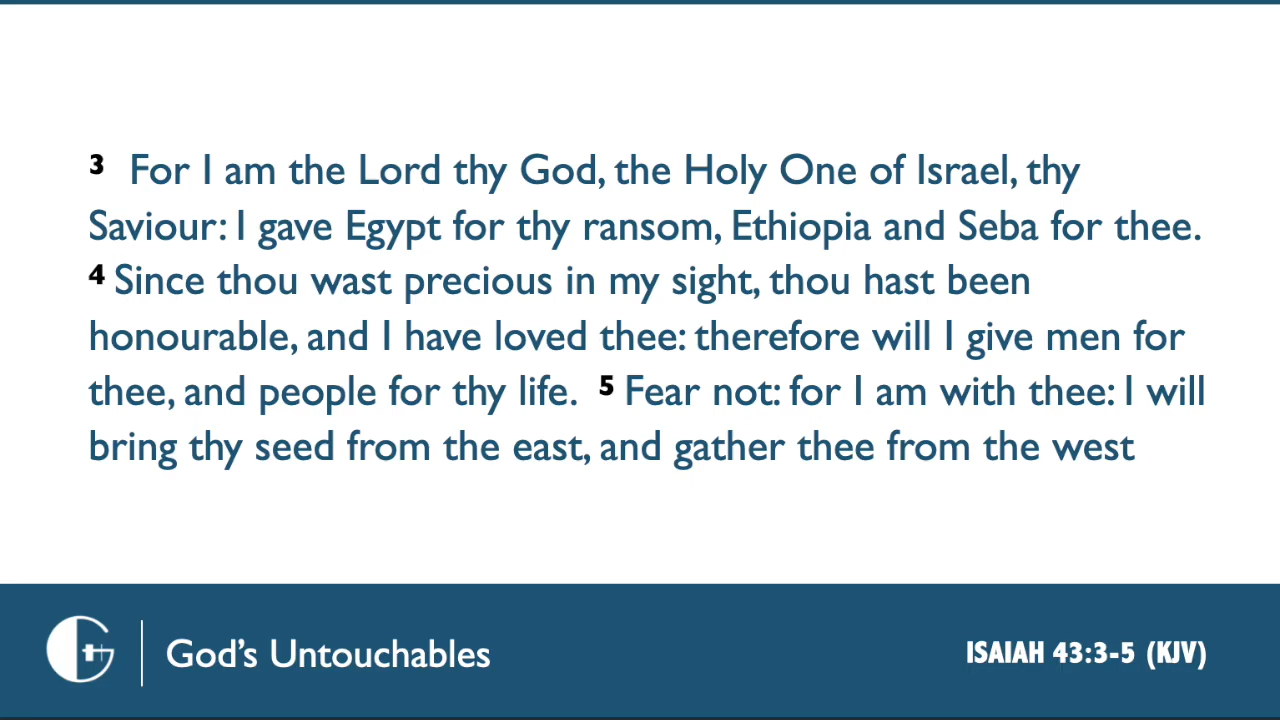 3 For I am the Lord thy God, the Holy One of Israel, thy
Saviour: I gave Egypt for thy ransom, Ethiopia and Seba for thee.
4 Since thou wast precious in my sight, thou hast been
honourable, and I have loved thee: therefore will I give men for
thee, and people for thy life. 5 Fear not: for I am with thee: I will
bring thy seed from the east, and gather thee from the west
God’s Untouchables
ISAIAH 43:3-5 (KJV)